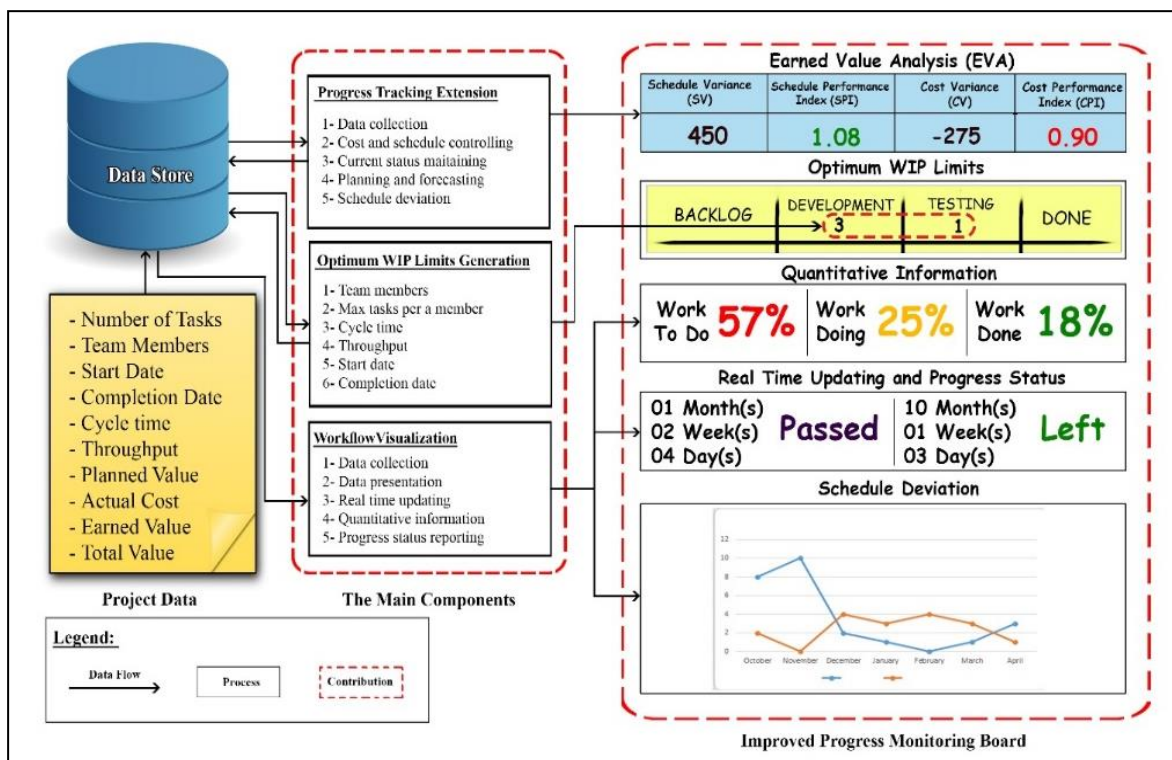 Data Store
- Number of Tasks
- Team Members
- Start Date
- Completion Date
- Cycle time
- Throughput
- Planned Value
- Actual Cost
- Earned Value
- Total Value
Project Data
Legend:
Data Flow
Process
Contribution
Progress Tracking Extension
1- Data collection
2- Cost and schedule controlling
3- Current status maitaining
4- Planning and forecasting
5- Schedule deviation
Optimum WIP Limits Generation
1- Team members
2- Max tasks per a member
3- Cycle time
4- Throughput
5- Start date
6- Completion date
WorkflowVisualization
1- Data collection
2- Data presentation
3- Real time updating
4- Quantitative information
5- Progress status reporting
The Main Components
Earned Value Analysis (EVA)
Schedule Variance
(SV)
Schedule Performance
Index (SPI)
Cost Variance
(CV)
Cost Performance
Index (CPI)
450
1.08
-275
0.90
Optimum WIP Limits
BACKLOG
DEVELOPMENT
3
TESTING
1
DONE
Quantitative Information
Work
To Do
57%
Work
Doing
25%
Work
Done
18%
Real Time Updating and Progress Status
01 Month(s)
02 Week(s)
04 Day(s)
Passed
10 Month(s)
01 Week(s)
03 Day(s)
Left
Schedule Deviation
12
10
8
6
4
2
0
October November December January February March April
Improved Progress Monitoring Board